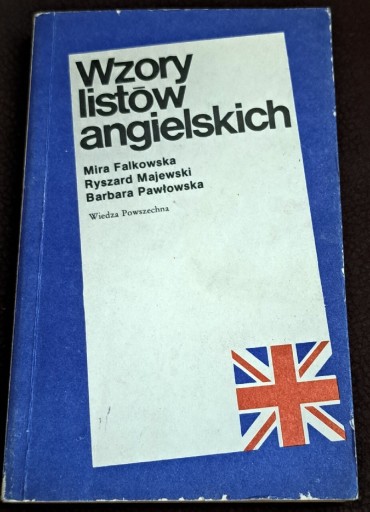 Wzory
listów
angielskich
Mira Falkowska
Ryszard Majewski
Barbara Pawłowska
Wiedza Powszechna